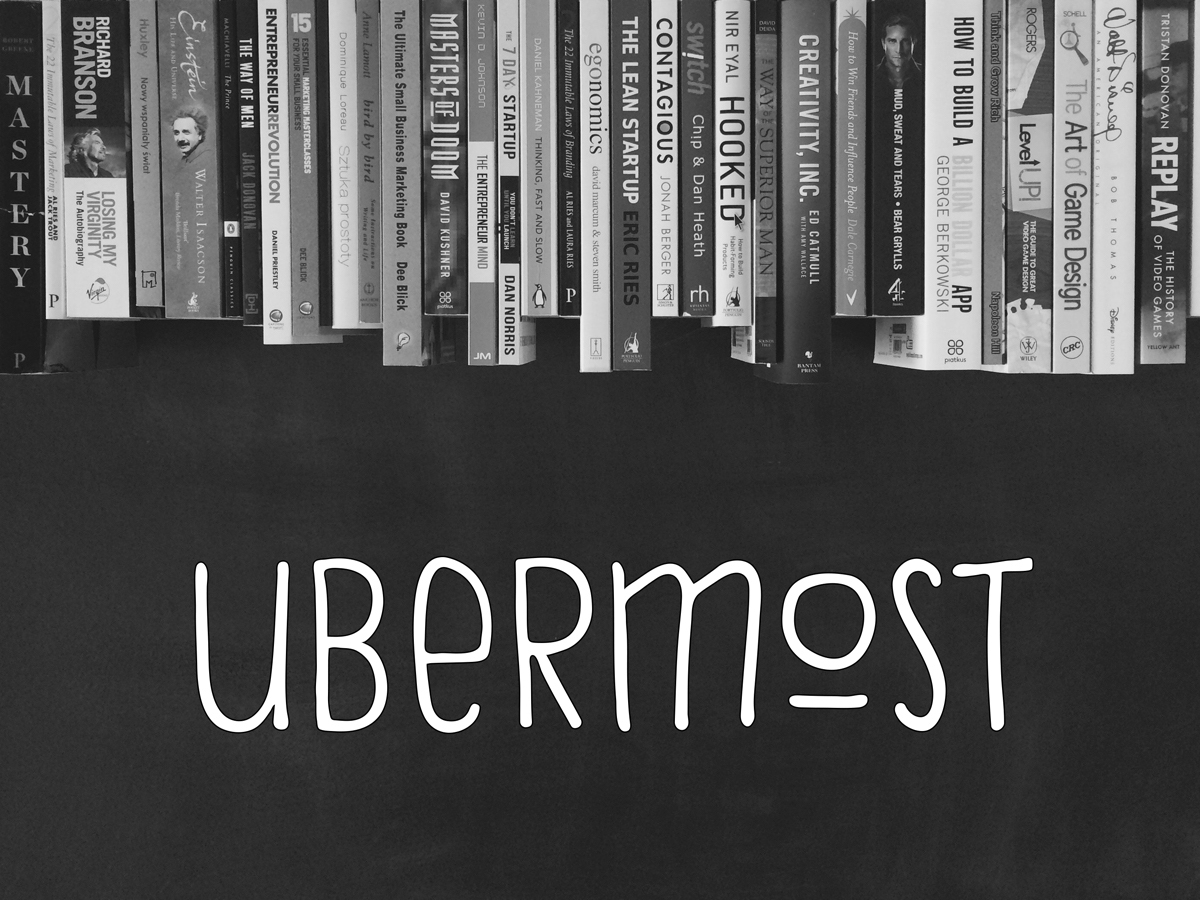 ROBERT GREENE MASTERY P
The 22 Immutable Laws of Marketing AL RIES AND JACK TROUT P
RICHARD BRANSON LOSING MY VIRGINITY The Autobiography Virgin
Huxley Nowy wspaniały świat
Einstein HIS LIFE AND UNIVERSE WALTER ISAACSON
MACHIAVELLI The Prince PENGUIN CLASSICS
THE WAY OF MEN JACK DONOVAN
ENTREPRENEUR REVOLUTION DANIEL PRIESTLEY
15 ESSENTIAL MARKETING MASTERCLASSES FOR YOUR SMALL BUSINESS DEE BLICK
Dominique Loreau Sztuka prostoty
Anne Lamott bird by bird Some Instructions on Writing and Life
The Ultimate Small Business Marketing Book Dee Blick
MASTERS OF DOOM DAVID KUSHNER piatkus
KEVIN D. JOHNSON THE ENTREPRENEUR MIND JM
THE 7 DAY STARTUP YOU DON'T LEARN UNTIL YOU LAUNCH DAN NORRIS
DANIEL KAHNEMAN THINKING, FAST AND SLOW
The 22 Immutable Laws of Branding AL RIES and LAURA RIES P
egonomics david marcum & steven smith
THE LEAN STARTUP ERIC RIES
CONTAGIOUS JONAH BERGER
switch Chip & Dan Heath rh
NIR EYAL HOOKED How to Build Habit-Forming Products
DAVID DEIDA THE WAY OF THE SUPERIOR MAN
CREATIVITY, INC. ED CATMULL WITH AMY WALLACE BANTAM PRESS
How to Win Friends and Influence People Dale Carnegie
MUD, SWEAT AND TEARS • BEAR GRYLLS
HOW TO BUILD A BILLION DOLLAR APP GEORGE BERKOWSKI piatkus
Think and Grow Rich Napoleon Hill
ROGERS Level UP! THE GUIDE TO GREAT VIDEO GAME DESIGN WILEY
SCHELL The Art of Game Design CRC
Walt Disney AN AMERICAN ORIGINAL BOB THOMAS Disney EDITIONS
TRISTAN DONOVAN REPLAY THE HISTORY OF VIDEO GAMES YELLOW ANT
UBERMOST